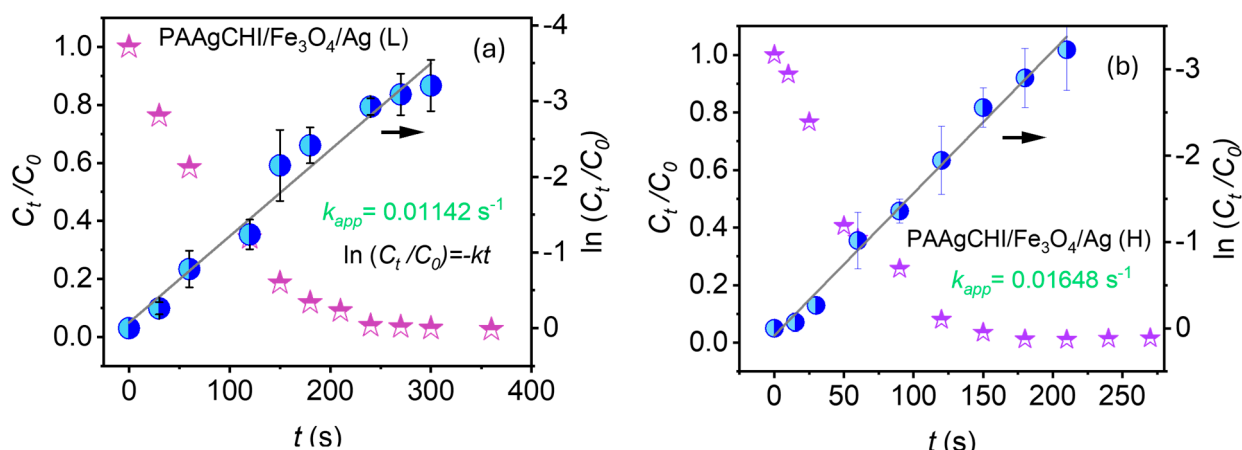 PAAgCHI/Fe₃O₄/Ag (L)
(a)
1.0
0.8
0.6
0.4
0.2
0.0
Cₜ/C₀
-4
-3
-2
-1
0
ln (Cₜ/C₀)
k_app= 0.01142 s⁻¹
ln (Cₜ/C₀)=-kt
0
100
200
300
400
t (s)
(b)
1.0
0.8
0.6
0.4
0.2
0.0
Cₜ/C₀
-3
-2
-1
0
ln (Cₜ/C₀)
PAAgCHI/Fe₃O₄/Ag (H)
k_app= 0.01648 s⁻¹
0
50
100
150
200
250
t (s)